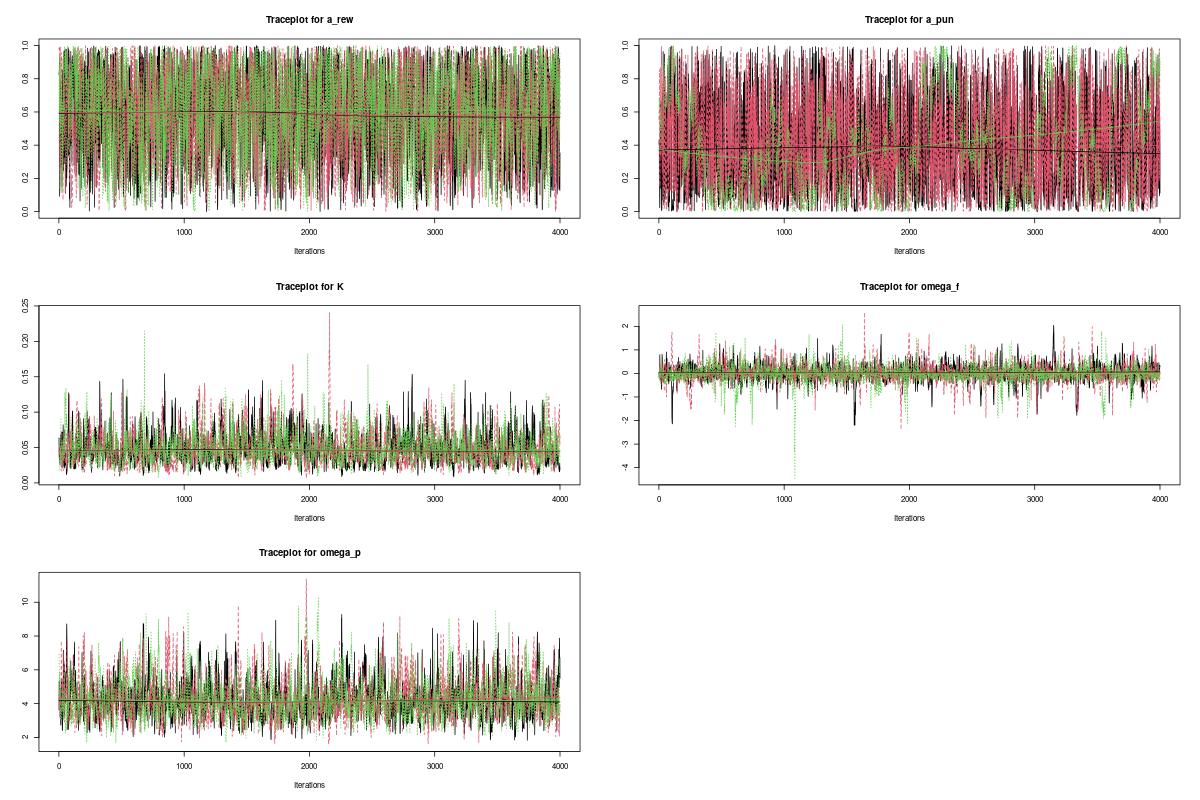 Traceplot for a_rew
1.0
0.8
0.6
0.4
0.2
0.0
0 1000 2000 3000 4000
Iterations
Traceplot for a_pun
1.0
0.8
0.6
0.4
0.2
0.0
0 1000 2000 3000 4000
Iterations
Traceplot for K
0.25
0.20
0.15
0.10
0.05
0.00
0 1000 2000 3000 4000
Iterations
Traceplot for omega_f
2
1
0
-1
-2
-3
-4
0 1000 2000 3000 4000
Iterations
Traceplot for omega_p
10
8
6
4
2
0 1000 2000 3000 4000
Iterations